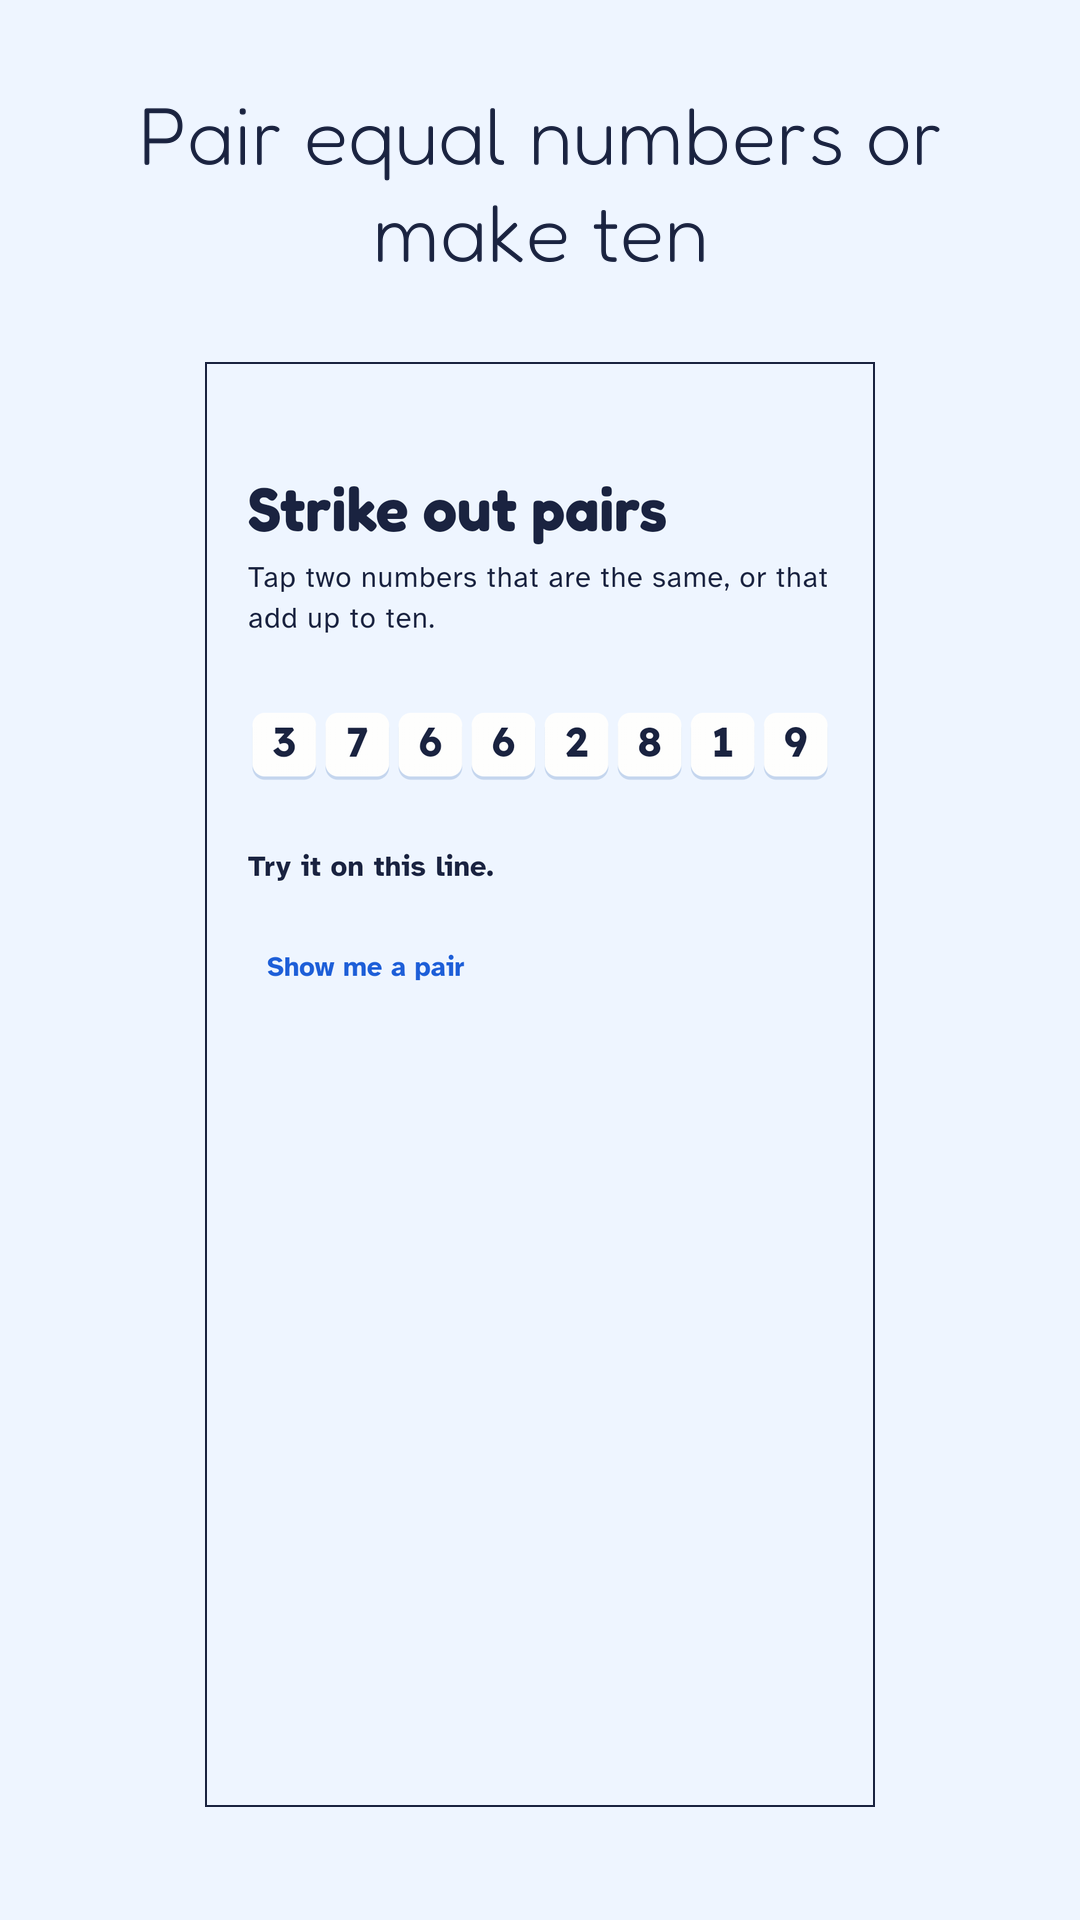 Pair equal numbers or
make ten
Strike out pairs
Tap two numbers that are the same, or that
add up to ten.
3 7 6 6 2 8 1 9
Try it on this line.
Show me a pair